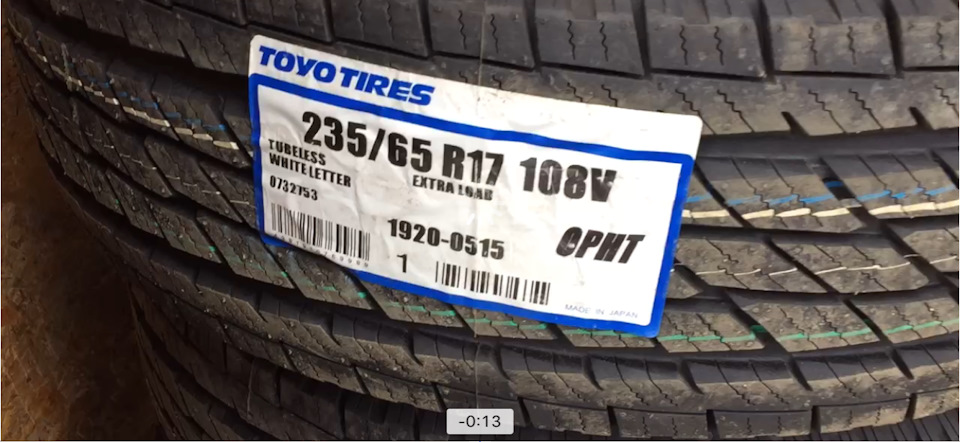 TOYO TIRES
235/65 R17 108V
TUBELESS
WHITE LETTER
EXTRA LOAD
0732753
1920-0515
OPHT
1
MADE IN JAPAN
-0:13